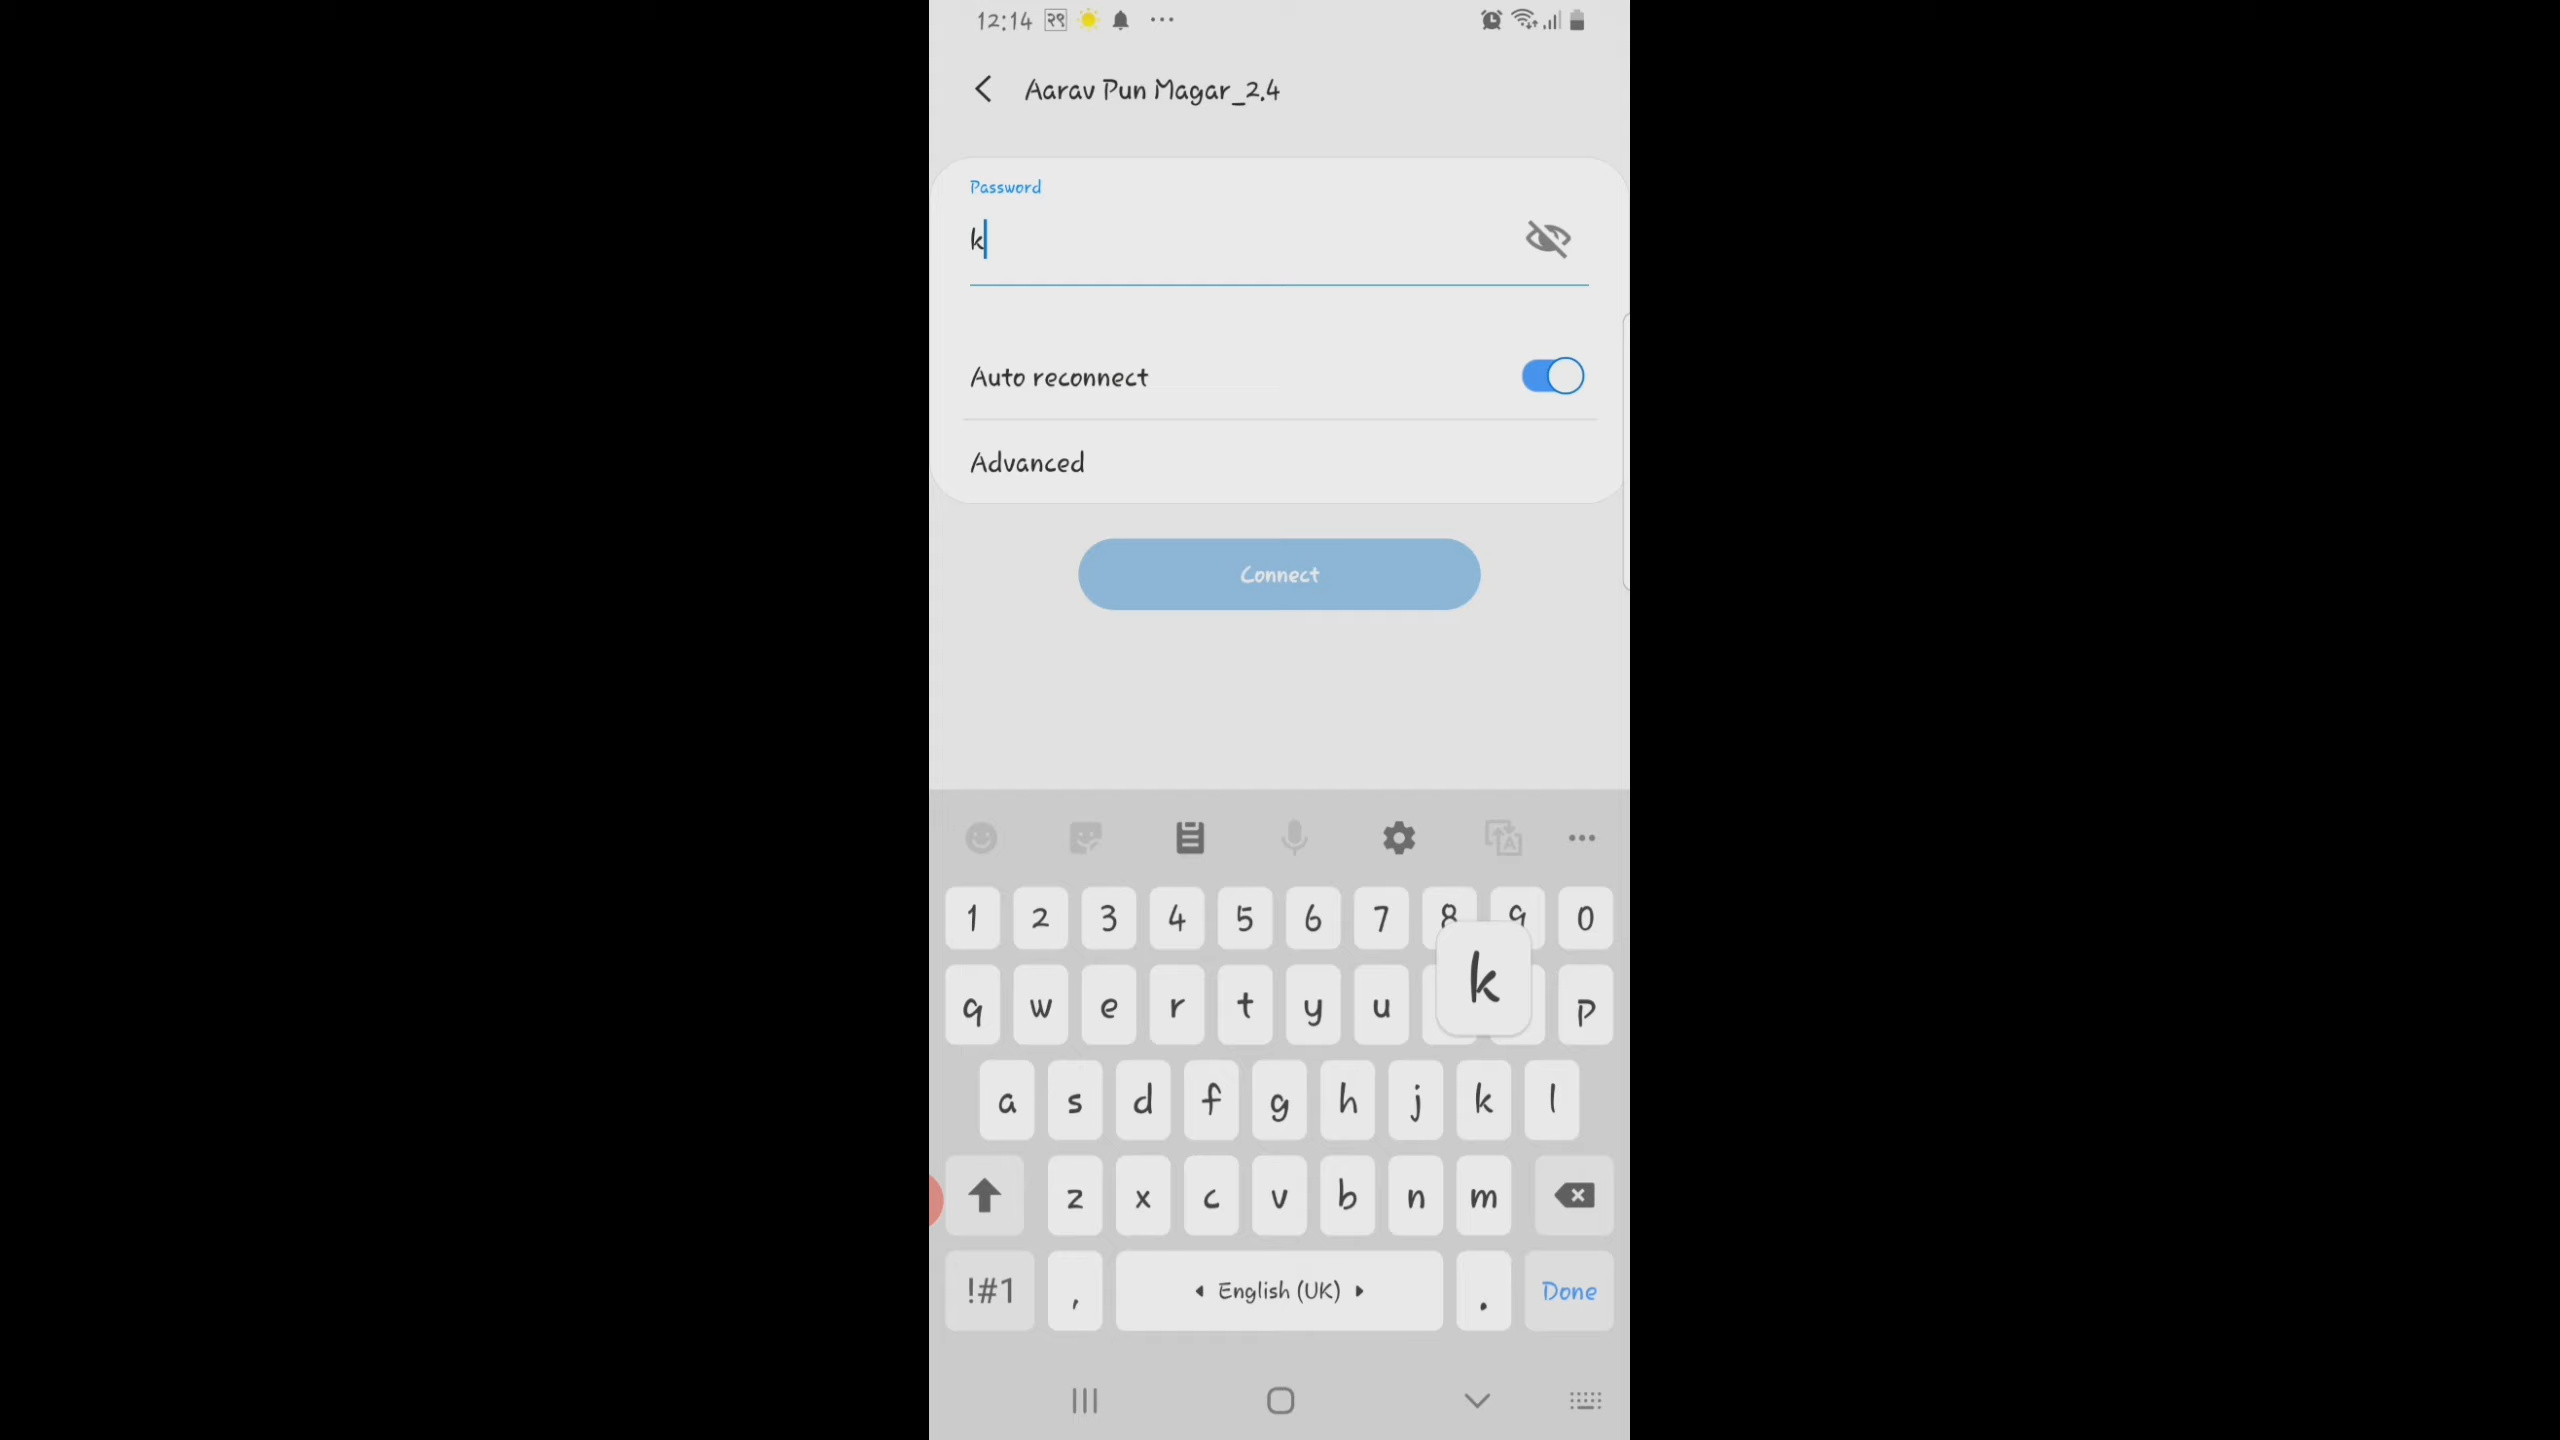 12:14 २९
Aarav Pun Magar_2.4
Password
k
Auto reconnect
Advanced
Connect
1 2 3 4 5 6 7 8 9 0
q w e r t y u k p
a s d f g h j k l
z x c v b n m
!#1 , English (UK) . Done